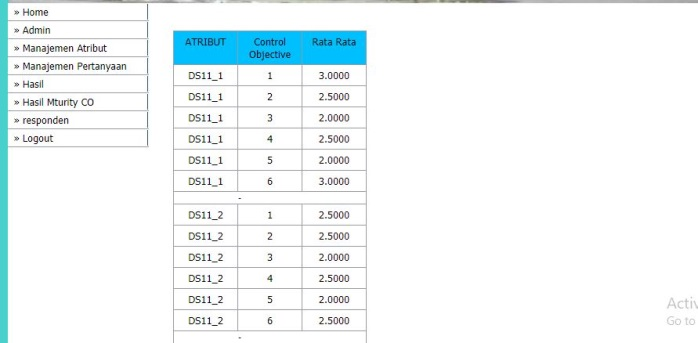 » Home
» Admin
» Manajemen Atribut
» Manajemen Pertanyaan
» Hasil
» Hasil Mturity CO
» responden
» Logout
ATRIBUT Control Objective Rata Rata
DS11_1 1 3.0000
DS11_1 2 2.5000
DS11_1 3 2.0000
DS11_1 4 2.5000
DS11_1 5 2.0000
DS11_1 6 3.0000
-
DS11_2 1 2.5000
DS11_2 2 2.5000
DS11_2 3 2.0000
DS11_2 4 2.5000
DS11_2 5 2.0000
DS11_2 6 2.5000
-
Activ
Go to